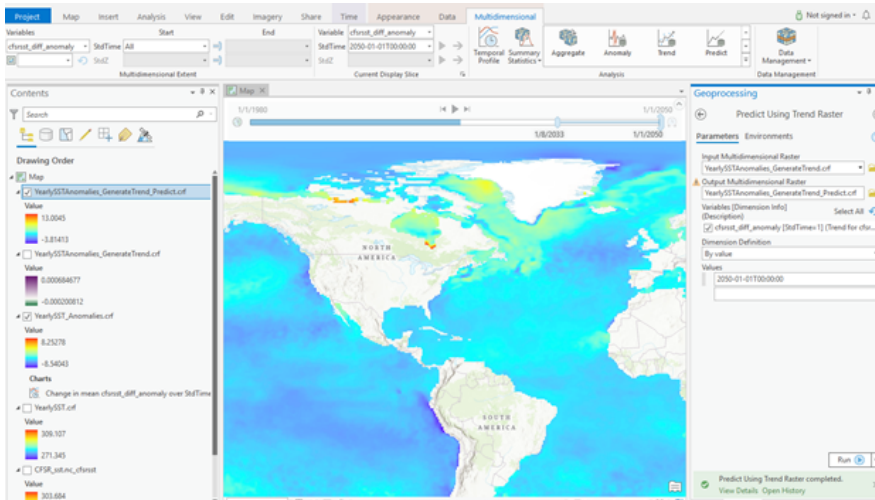 Project Map Insert Analysis View Edit Imagery Share Time Appearance Data Multidimensional Not signed in
Variables Start End Variable cfsrsst_diff_anomaly
cfsrsst_diff_anomaly StdTime All StdTime 2050-01-01T00:00:00
StdZ StdZ
Temporal Profile Summary Statistics Aggregate Anomaly Trend Predict Data Management
Multidimensional Extent Current Display Slice Analysis Data Management
Contents
Search
Drawing Order
Map
YearlySSTAnomalies_GenerateTrend_Predict.crf
Value
13.0045
-3.81413
YearlySSTAnomalies_GenerateTrend.crf
Value
0.000684677
-0.000200812
YearlySST_Anomalies.crf
Value
8.25278
-8.54043
Charts
Change in mean cfsrsst_diff_anomaly over StdTime
YearlySST.crf
Value
309.107
271.345
CFSR_sst.nc_cfsrsst
Value
303.684
Map
1/1/1980 1/1/2050
1/8/2033 1/1/2050
NORTH
AMERICA
SOUTH
AMERICA
Geoprocessing
Predict Using Trend Raster
Parameters Environments
Input Multidimensional Raster
YearlySSTAnomalies_GenerateTrend.crf
Output Multidimensional Raster
YearlySSTAnomalies_GenerateTrend_Predict.crf
Variables [Dimension Info]
(Description) Select All
cfsrsst_diff_anomaly [StdTime=1] (Trend for cfsr...
Dimension Definition
By value
Values
2050-01-01T00:00:00
Run
Predict Using Trend Raster completed.
View Details Open History